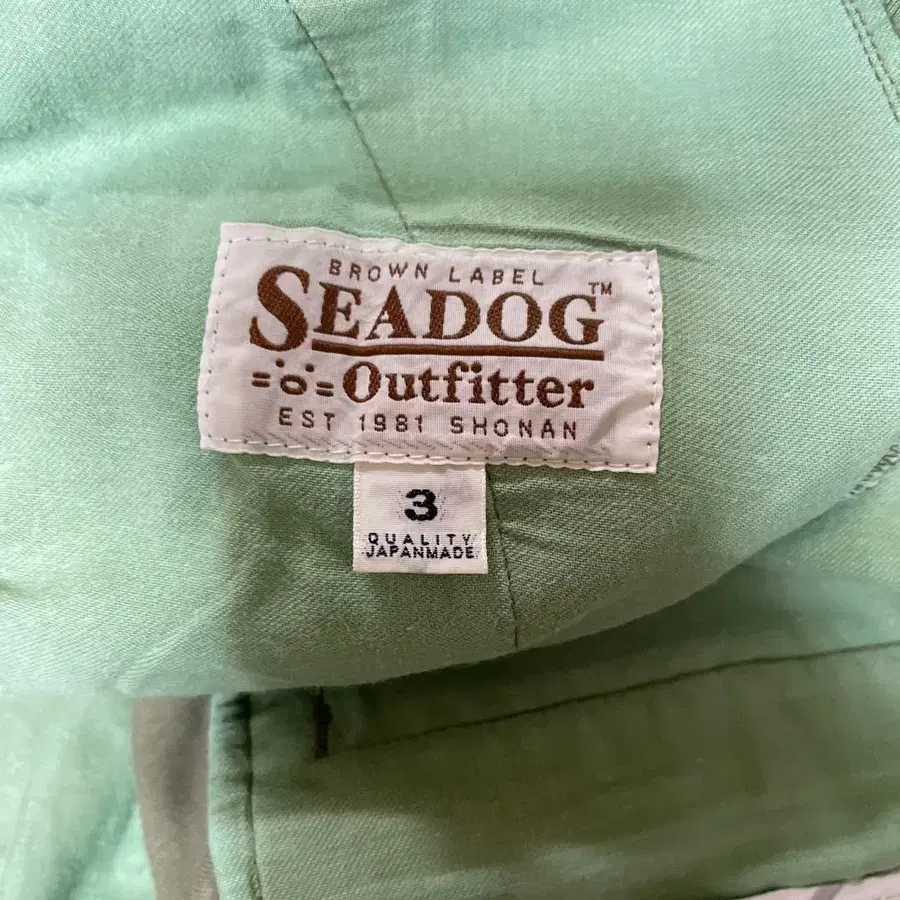 BROWN LABEL
SEADOG™
=ö=Outfitter
EST 1981 SHONAN
3
QUALITY
JAPANMADE